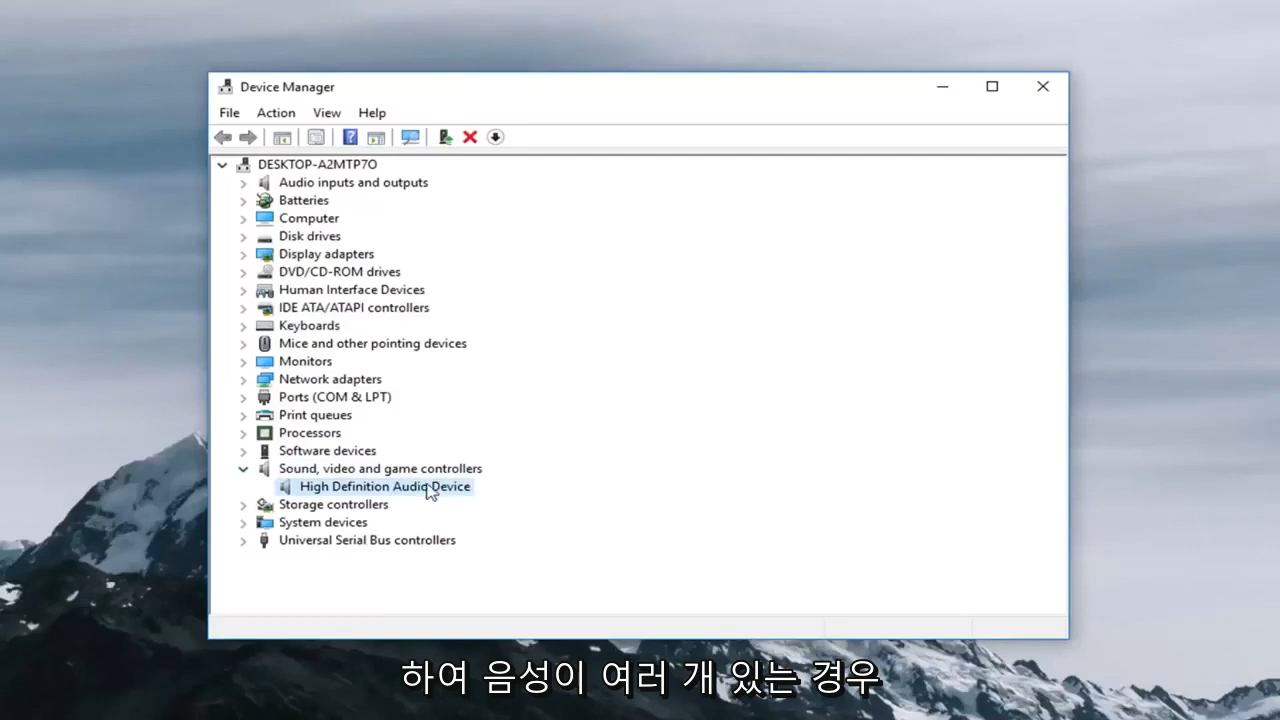 Device Manager
File Action View Help
DESKTOP-A2MTP7O
Audio inputs and outputs
Batteries
Computer
Disk drives
Display adapters
DVD/CD-ROM drives
Human Interface Devices
IDE ATA/ATAPI controllers
Keyboards
Mice and other pointing devices
Monitors
Network adapters
Ports (COM & LPT)
Print queues
Processors
Software devices
Sound, video and game controllers
High Definition Audio Device
Storage controllers
System devices
Universal Serial Bus controllers
하여 음성이 여러 개 있는 경우